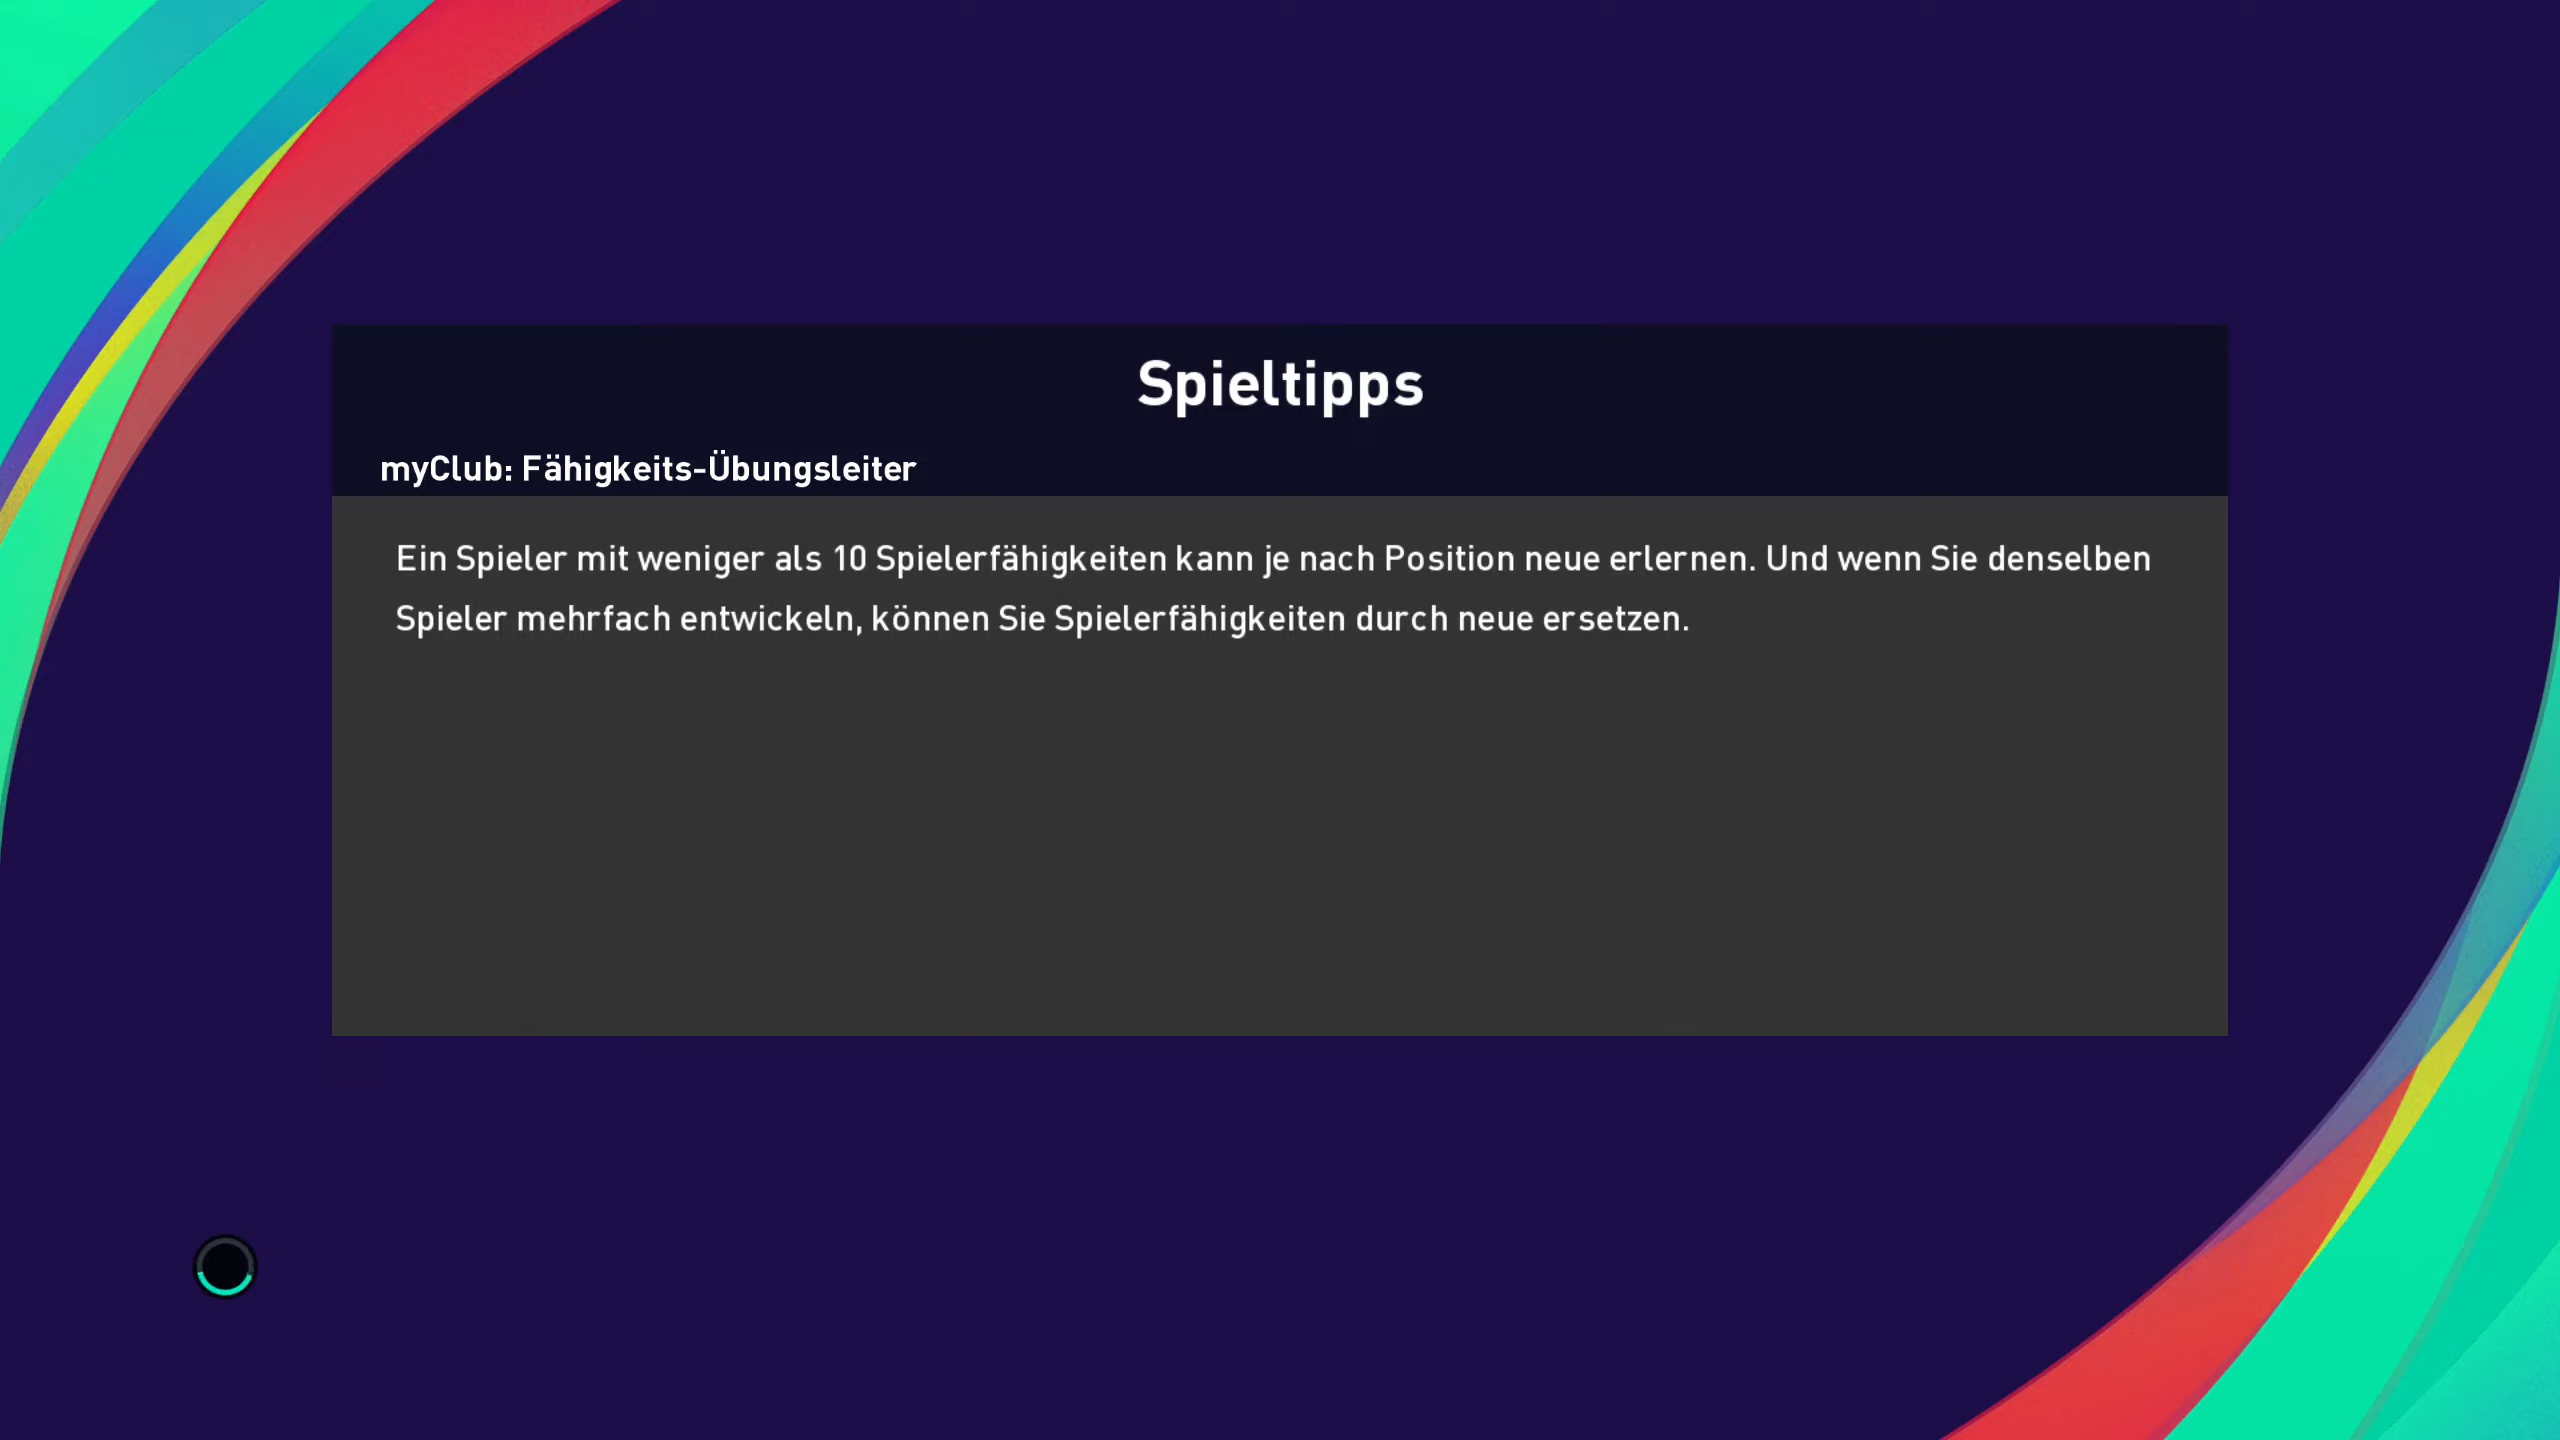 Spieltipps
myClub: Fähigkeits-Übungsleiter
Ein Spieler mit weniger als 10 Spielerfähigkeiten kann je nach Position neue erlernen. Und wenn Sie denselben
Spieler mehrfach entwickeln, können Sie Spielerfähigkeiten durch neue ersetzen.